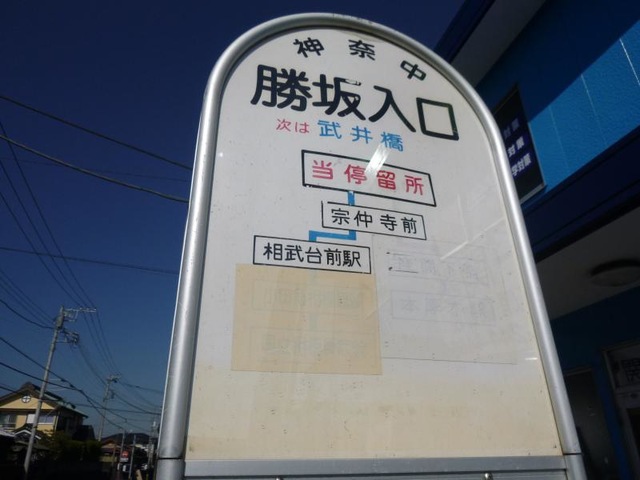 神奈中
勝坂入口
次は 武井橋
当停留所
宗仲寺前
相武台前駅